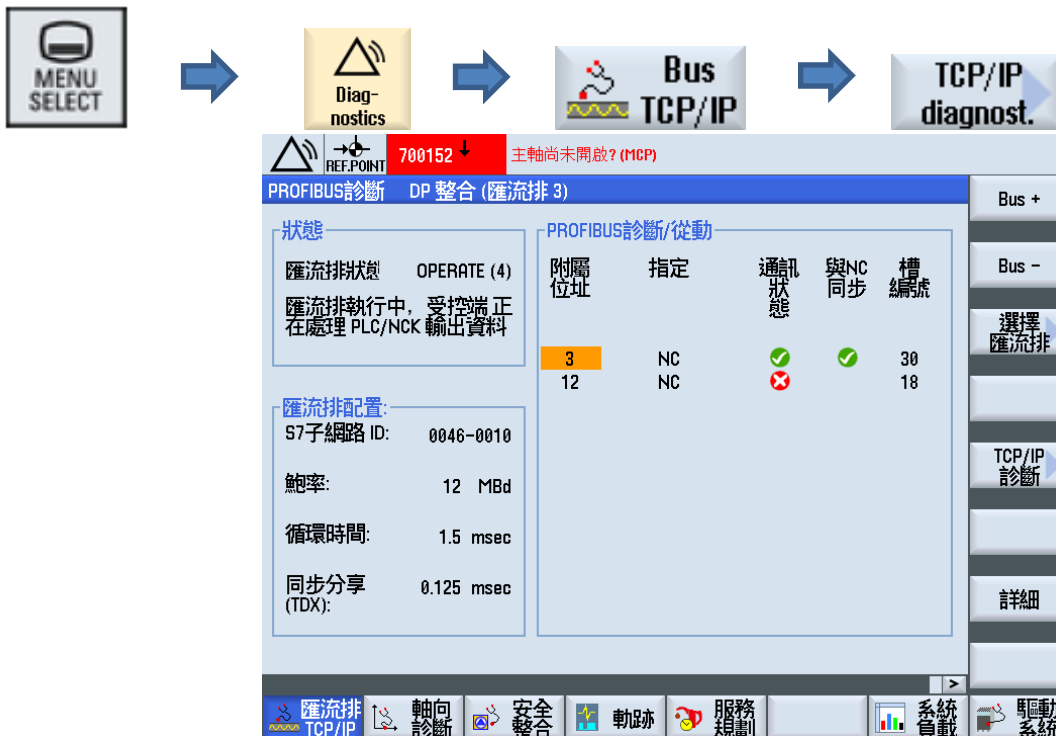 MENU
SELECT
Diag-
nostics
Bus
TCP/IP
TCP/IP
diagnost.
REF.POINT
700152
主軸尚未開啟? (MCP)
PROFIBUS診斷 DP 整合 (匯流排 3)
狀態
匯流排狀態 OPERATE (4)
匯流排執行中, 受控端 正
在處理 PLC/NCK 輸出資料
匯流排配置:
S7子網路 ID: 0046-0010
鮑率: 12 MBd
循環時間: 1.5 msec
同步分享 0.125 msec
(TDX):
PROFIBUS診斷/從動
附屬
位址
指定
通訊
狀
態
與NC
同步
槽
編號
3 NC 30
12 NC 18
Bus +
Bus -
選擇
匯流排
TCP/IP
診斷
詳細
>
匯流排
TCP/IP
軸向
診斷
安全
整合
軌跡
服務
規劃
系統
負載
驅動
系統